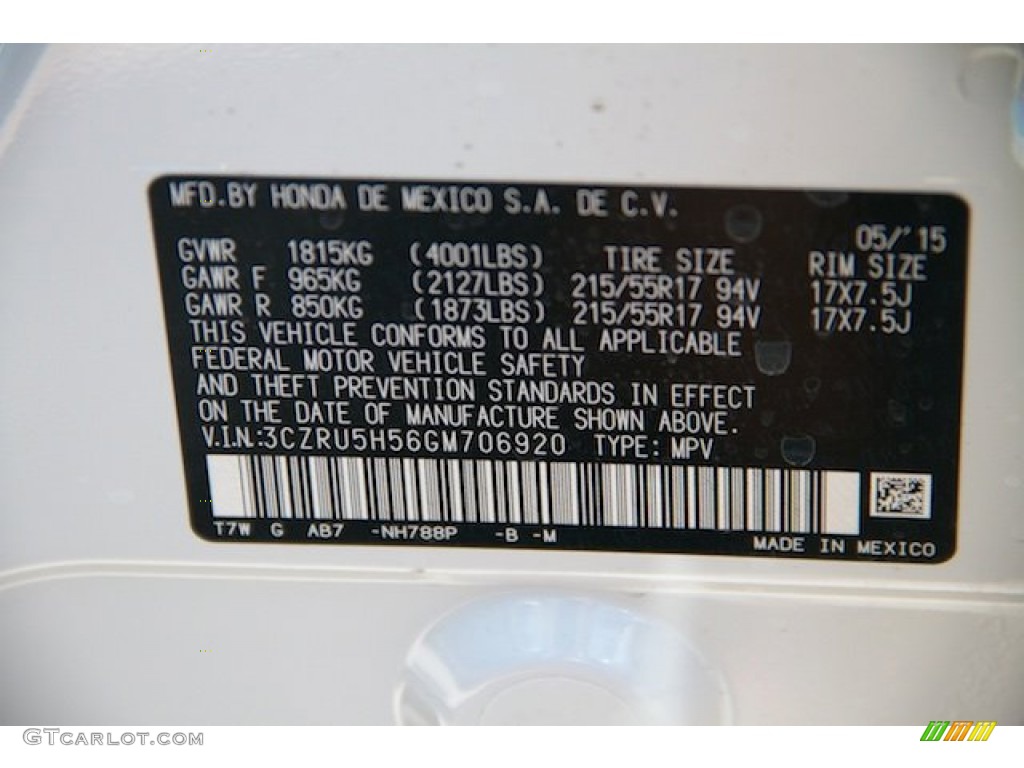 MFD.BY HONDA DE MEXICO S.A. DE C.V.
05/'15
GVWR 1815KG (4001LBS) TIRE SIZE RIM SIZE
GAWR F 965KG (2127LBS) 215/55R17 94V 17X7.5J
GAWR R 850KG (1873LBS) 215/55R17 94V 17X7.5J
THIS VEHICLE CONFORMS TO ALL APPLICABLE
FEDERAL MOTOR VEHICLE SAFETY
AND THEFT PREVENTION STANDARDS IN EFFECT
ON THE DATE OF MANUFACTURE SHOWN ABOVE.
V.I.N.:3CZRU5H56GM706920 TYPE: MPV
T7W G AB7 -NH788P -B -M
MADE IN MEXICO
GTCARLOT.COM